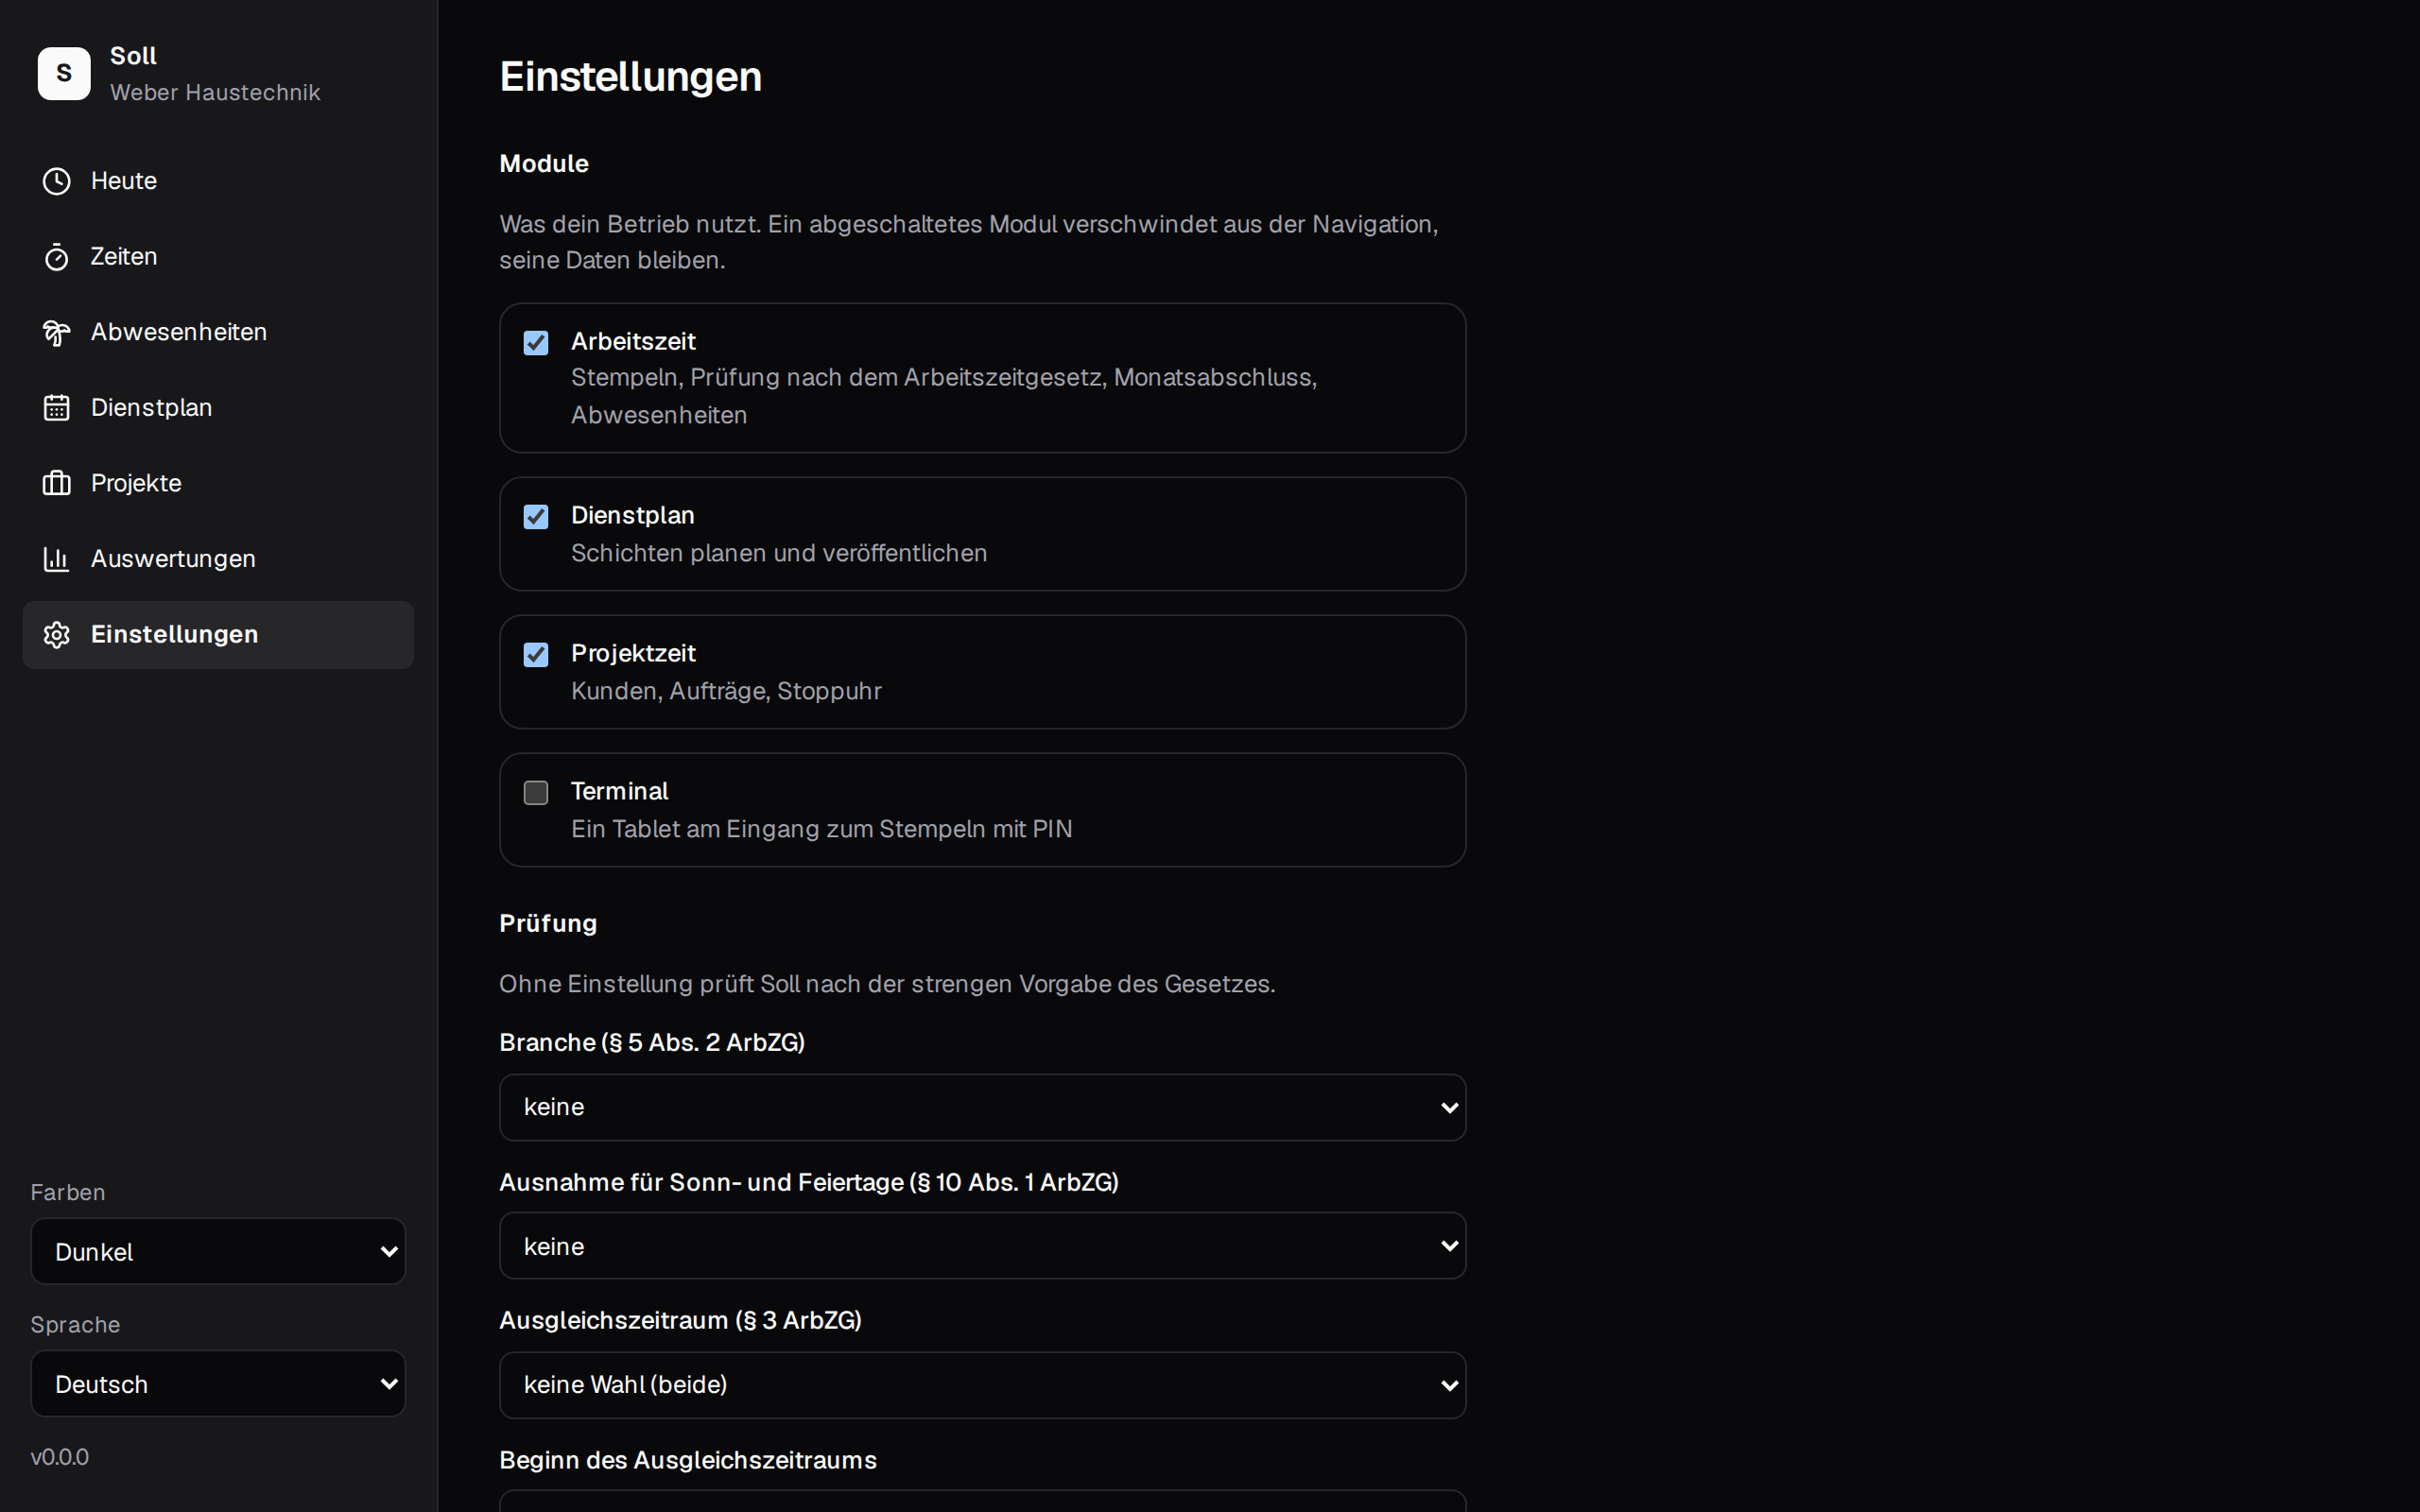 S
Soll
Weber Haustechnik
Heute
Zeiten
Abwesenheiten
Dienstplan
Projekte
Auswertungen
Einstellungen
Farben
Dunkel
Sprache
Deutsch
v0.0.0
Einstellungen
Module
Was dein Betrieb nutzt. Ein abgeschaltetes Modul verschwindet aus der Navigation,
seine Daten bleiben.
Arbeitszeit
Stempeln, Prüfung nach dem Arbeitszeitgesetz, Monatsabschluss,
Abwesenheiten
Dienstplan
Schichten planen und veröffentlichen
Projektzeit
Kunden, Aufträge, Stoppuhr
Terminal
Ein Tablet am Eingang zum Stempeln mit PIN
Prüfung
Ohne Einstellung prüft Soll nach der strengen Vorgabe des Gesetzes.
Branche (§ 5 Abs. 2 ArbZG)
keine
Ausnahme für Sonn- und Feiertage (§ 10 Abs. 1 ArbZG)
keine
Ausgleichszeitraum (§ 3 ArbZG)
keine Wahl (beide)
Beginn des Ausgleichszeitraums